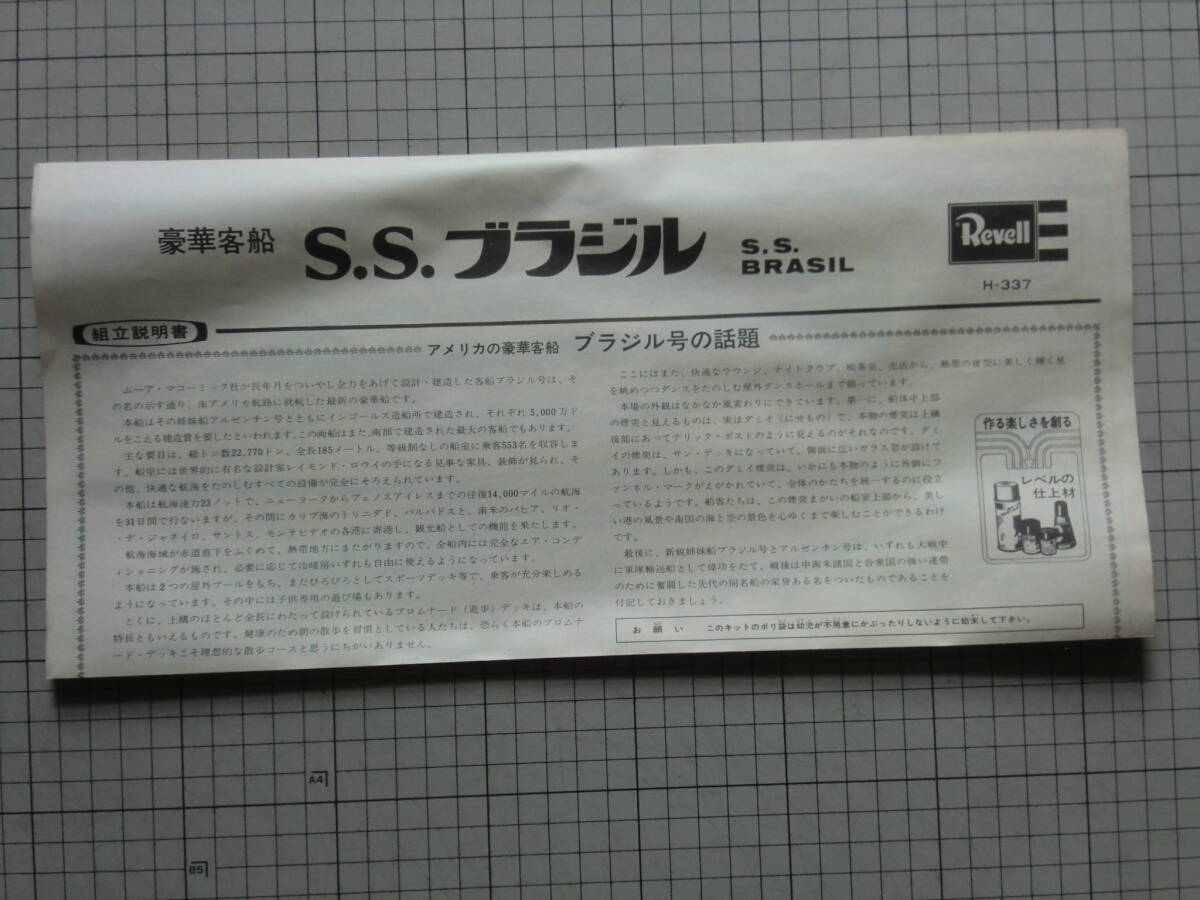 豪華客船 S.S.ブラジル S.S. BRASIL
Revell
H-337
組立説明書
アメリカの豪華客船 ブラジル号の話題
ムーア・マコーミック社が長年月をついやし全力をあげて設計・建造した客船ブラジル号は、そ
の名の示す通り、南アメリカ航路に就航した最新の豪華船です。
本船はその姉妹船アルゼンチン号とともにインゴールズ造船所で建造され、それぞれ5,000万ド
ルをこえる建造費を要したといわれます。この両船はまた、南部で建造された最大の客船でもあります。
主な要目は、総トン数22,770トン、全長185メートル、等級制なしの船室に乗客553名を収容しま
す。船室には世界的に有名な設計家レイモンド・ロウイの手になる見事な家具、装飾が見られ、そ
の他、快適な航海をたのしむすべての設備が完全にそろえられています。
本船は航海速力23ノットで、ニューヨークからブェノスアイレスまでの往復14,000マイルの航海
を31日間で行ないますが、その間にカリブ海のトリニダド、バルバドスと、南米のバヒア、リオ・
デ・ジャネイロ、サントス、モンテビデオの各港に寄港し、観光船としての機能を果たします。
航海海域が赤道直下をふくめて、熱帯地方にまたがりますので、全船内には完全なエア・コンデ
ィショニングが施され、必要に応じて冷暖房いずれも自由に使えるようになっています。
本船は2つの屋外プールをもち、またひろびろとしてスポーツデッキ等で、乗客が充分楽しめる
ようになっています。その中には子供専用の遊び場もあります。
とくに、上構のほとんど全長にわたって設けられているプロムナード（遊歩）デッキは、本船の
特長ともいえるものです。健康のため朝の散歩を習慣としている人たちは、恐らく本船のプロムナ
ード・デッキこそ理想的な散歩コースと思うにちがいありません。
ここにはまた、快適なラウンジ、ナイトクラブ、喫茶室、売店から、熱帯の夜空に美しく輝く星
を眺めつつダンスをたのしむ屋外ダンスホールまで揃っています。
本場の外観はなかなか風変わりにできています。第一に、船体中上部
の煙突と見えるものは、実はダミイ（にせもの）で、本物の煙突は上構
後部にあってデリック・ポストのように見えるのがそれなのです。ダミ
イの煙突は、サン・デッキになっていて、側面に広いガラス窓が設けて
あります。しかも、このダミイ煙突は、いかにも本物のように外側にフ
ァンネル・マークがえがかれていて、全体のかたちを統一するのに役立
っているようです。船客たちは、この煙突まがいの船室上部から、美し
い港の風景や南国の海と空の景色を心ゆくまで楽しむことができるわけ
です。
最後に、新鋭姉妹船ブラジル号とアルゼンチン号は、いずれも大戦中
に軍隊輸送船として偉功をたて、戦後は中南米諸国と合衆国の強い連帯
のために奮闘した先代の同名船の栄誉ある名をついだものであることを
付記しておきましょう。
お願い このキットのポリ袋は幼児が不用意にかぶったりしないように始末して下さい。
作る楽しさを創る
レベルの
仕上材
A4
B5